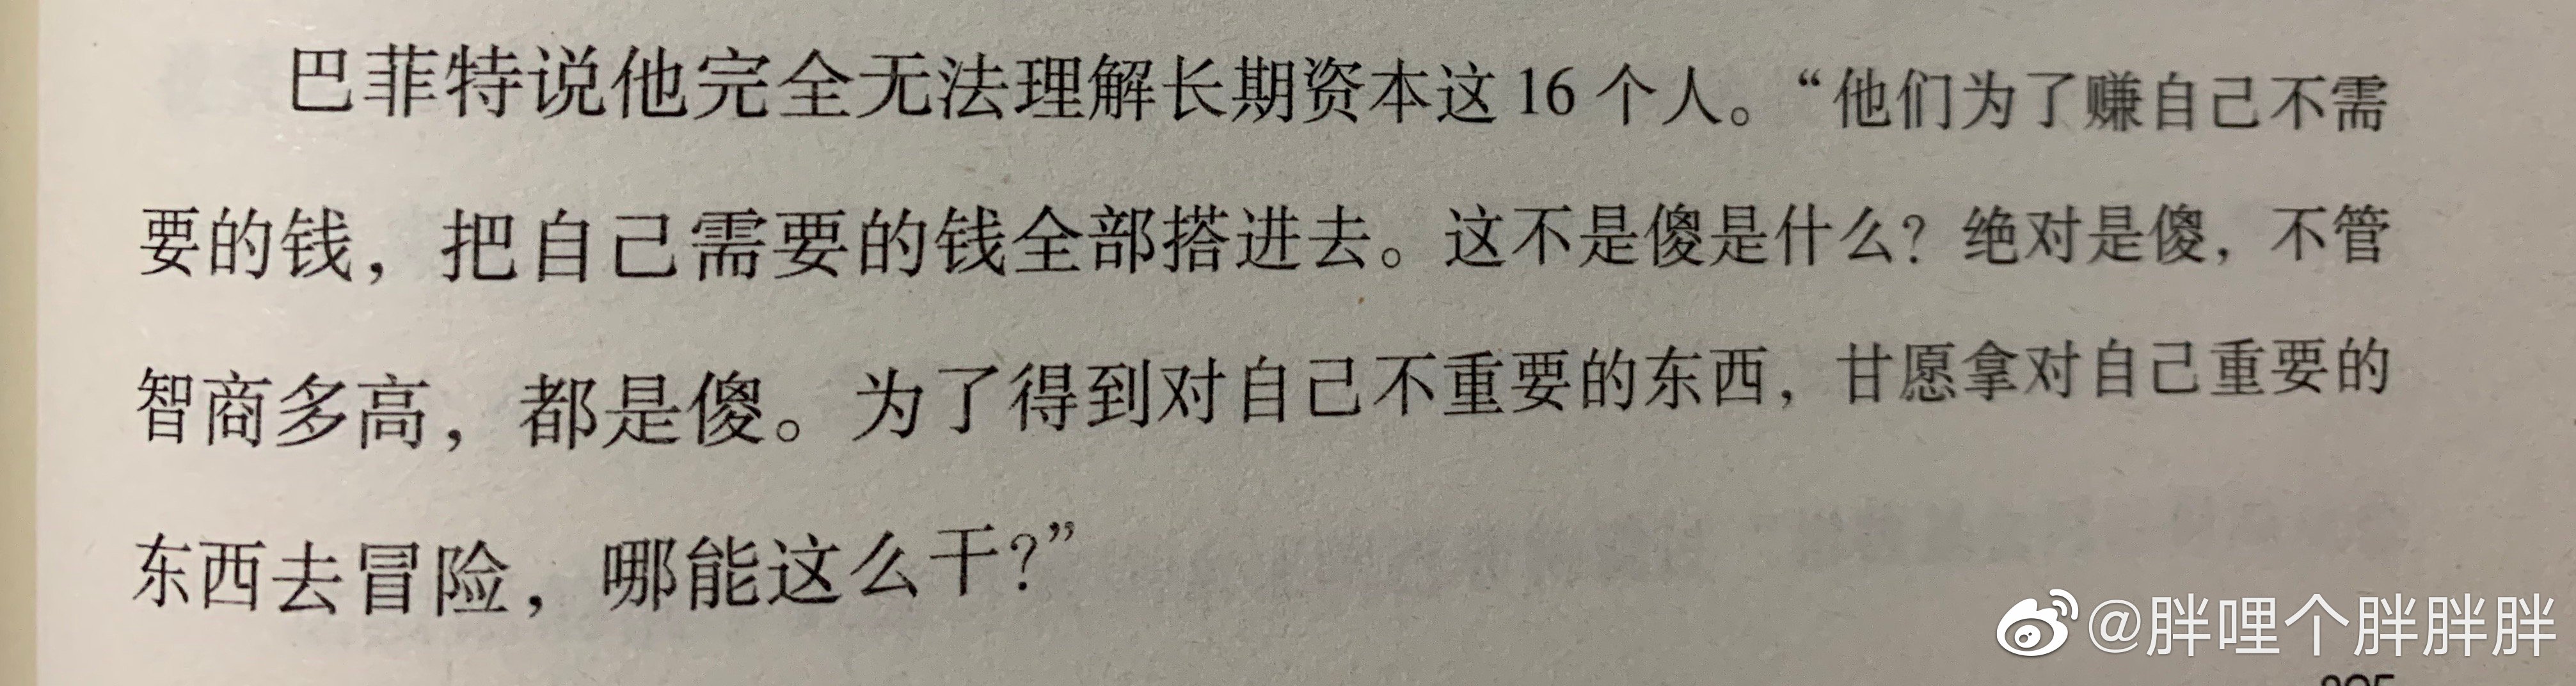 巴菲特说他完全无法理解长期资本这 16 个人。“他们为了赚自己不需
要的钱，把自己需要的钱全部搭进去。这不是傻是什么？绝对是傻，不管
智商多高，都是傻。为了得到对自己不重要的东西，甘愿拿对自己重要的
东西去冒险，哪能这么干？”
@胖哩个胖胖胖